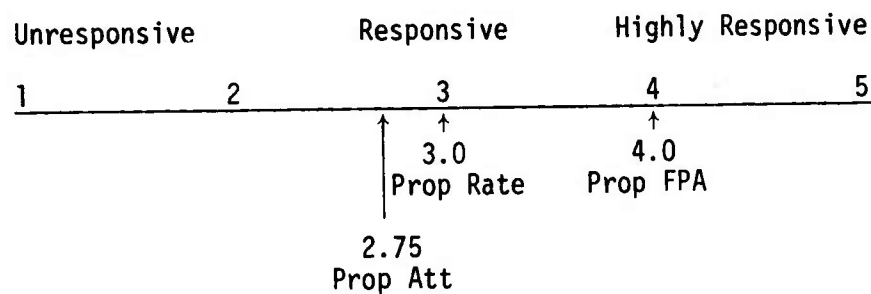 Unresponsive Responsive Highly Responsive
1 2 3 4 5
3.0 4.0
Prop Rate Prop FPA
2.75
Prop Att